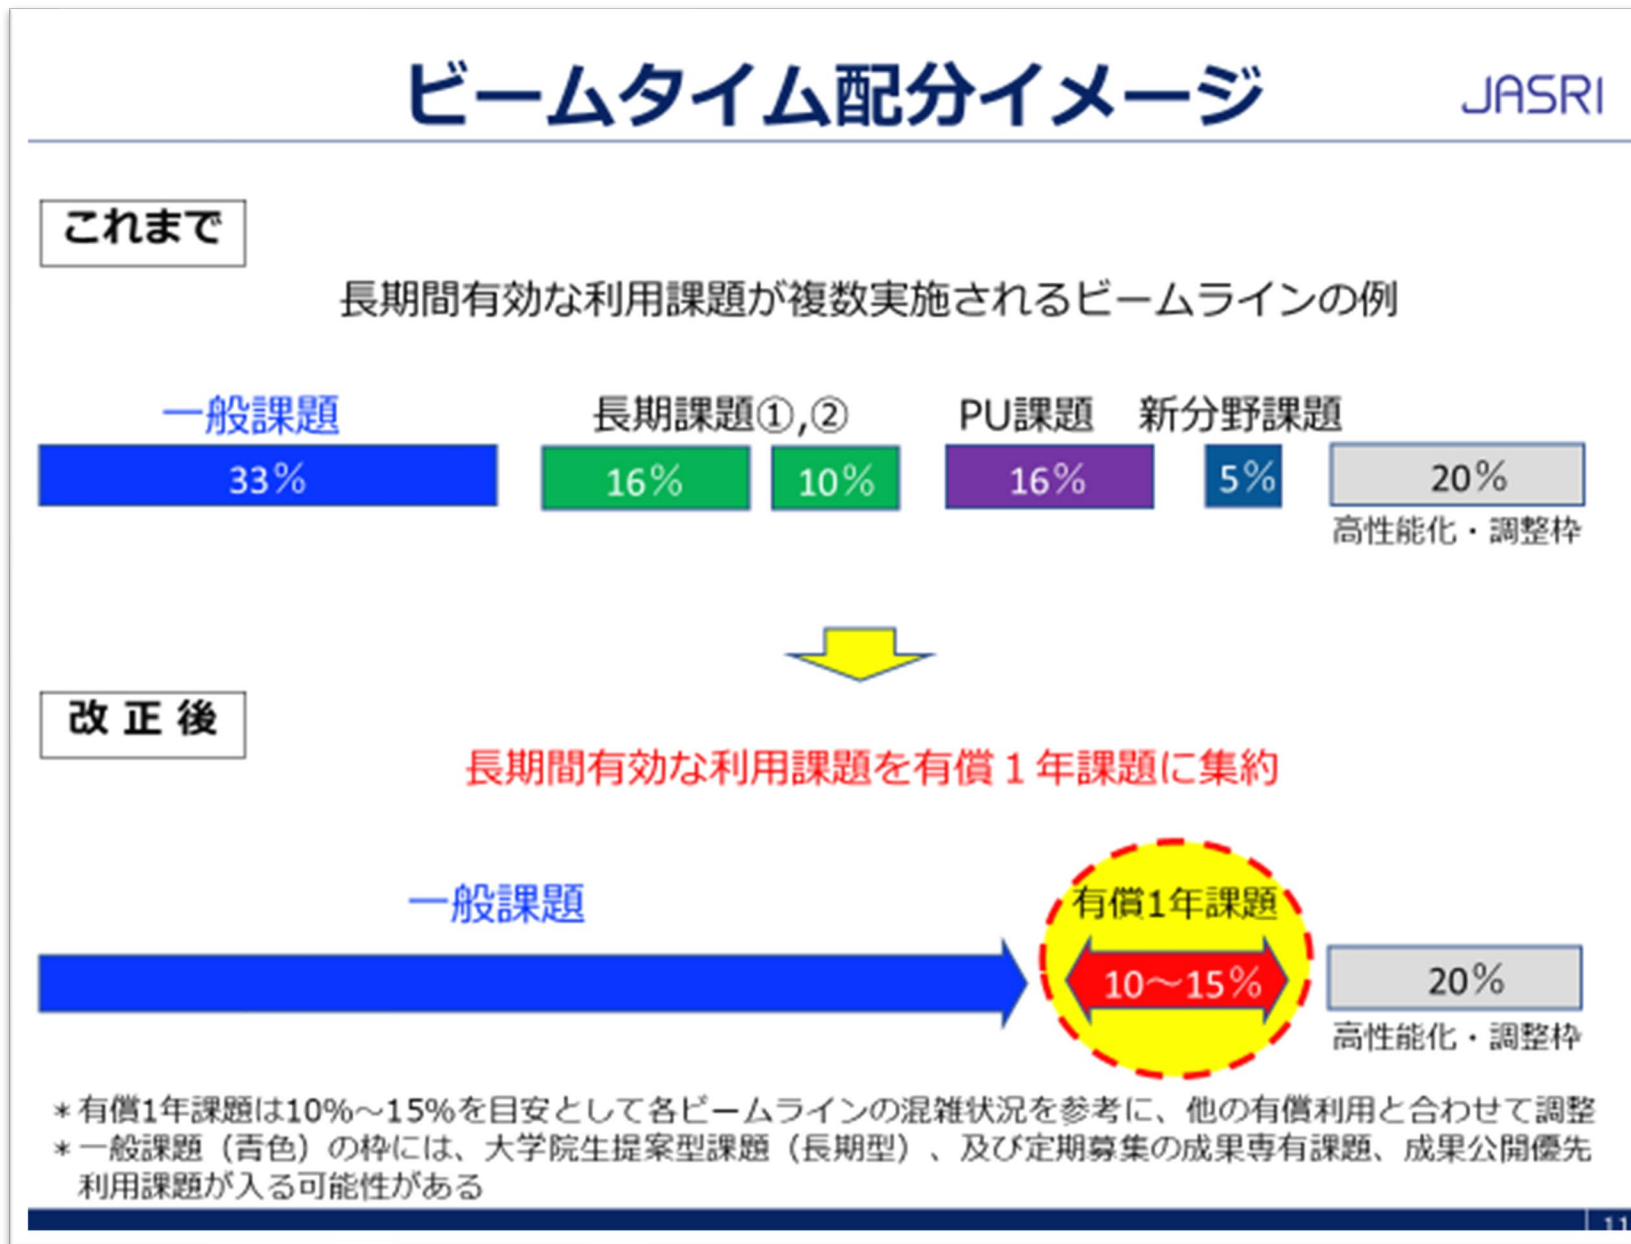 ビームタイム配分イメージ
JASRI
これまで
長期間有効な利用課題が複数実施されるビームラインの例
一般課題 長期課題①,② PU課題 新分野課題
33% 16% 10% 16% 5% 20%
高性能化・調整枠
改 正 後
長期間有効な利用課題を有償1年課題に集約
一般課題 有償1年課題
10～15% 20%
高性能化・調整枠
＊有償1年課題は10%～15%を目安として各ビームラインの混雑状況を参考に、他の有償利用と合わせて調整
＊一般課題（青色）の枠には、大学院生提案型課題（長期型）、及び定期募集の成果専有課題、成果公開優先
利用課題が入る可能性がある
11